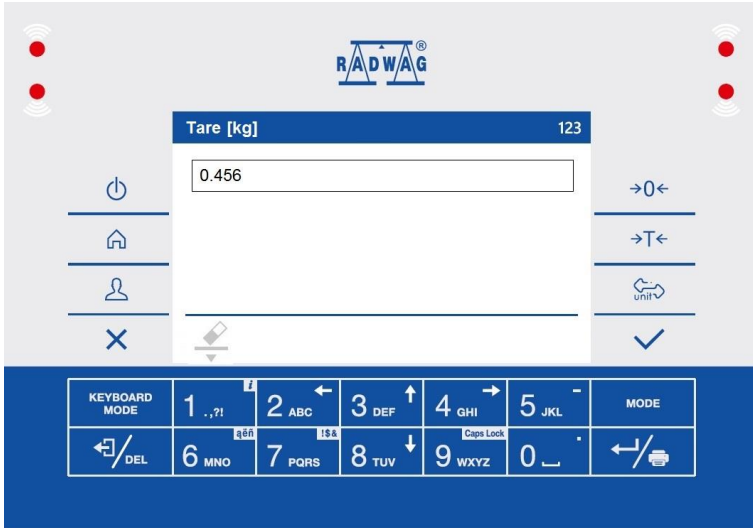 RADWAG®
Tare [kg] 123
0.456
→0←
→T←
unit
KEYBOARD MODE
1 .,?! i
2 ABC ←
3 DEF ↑
4 GHI →
5 JKL -
MODE
/DEL
6 MNO ąēñ
7 PQRS !$&
8 TUV ↓
9 WXYZ Caps Lock
0 .